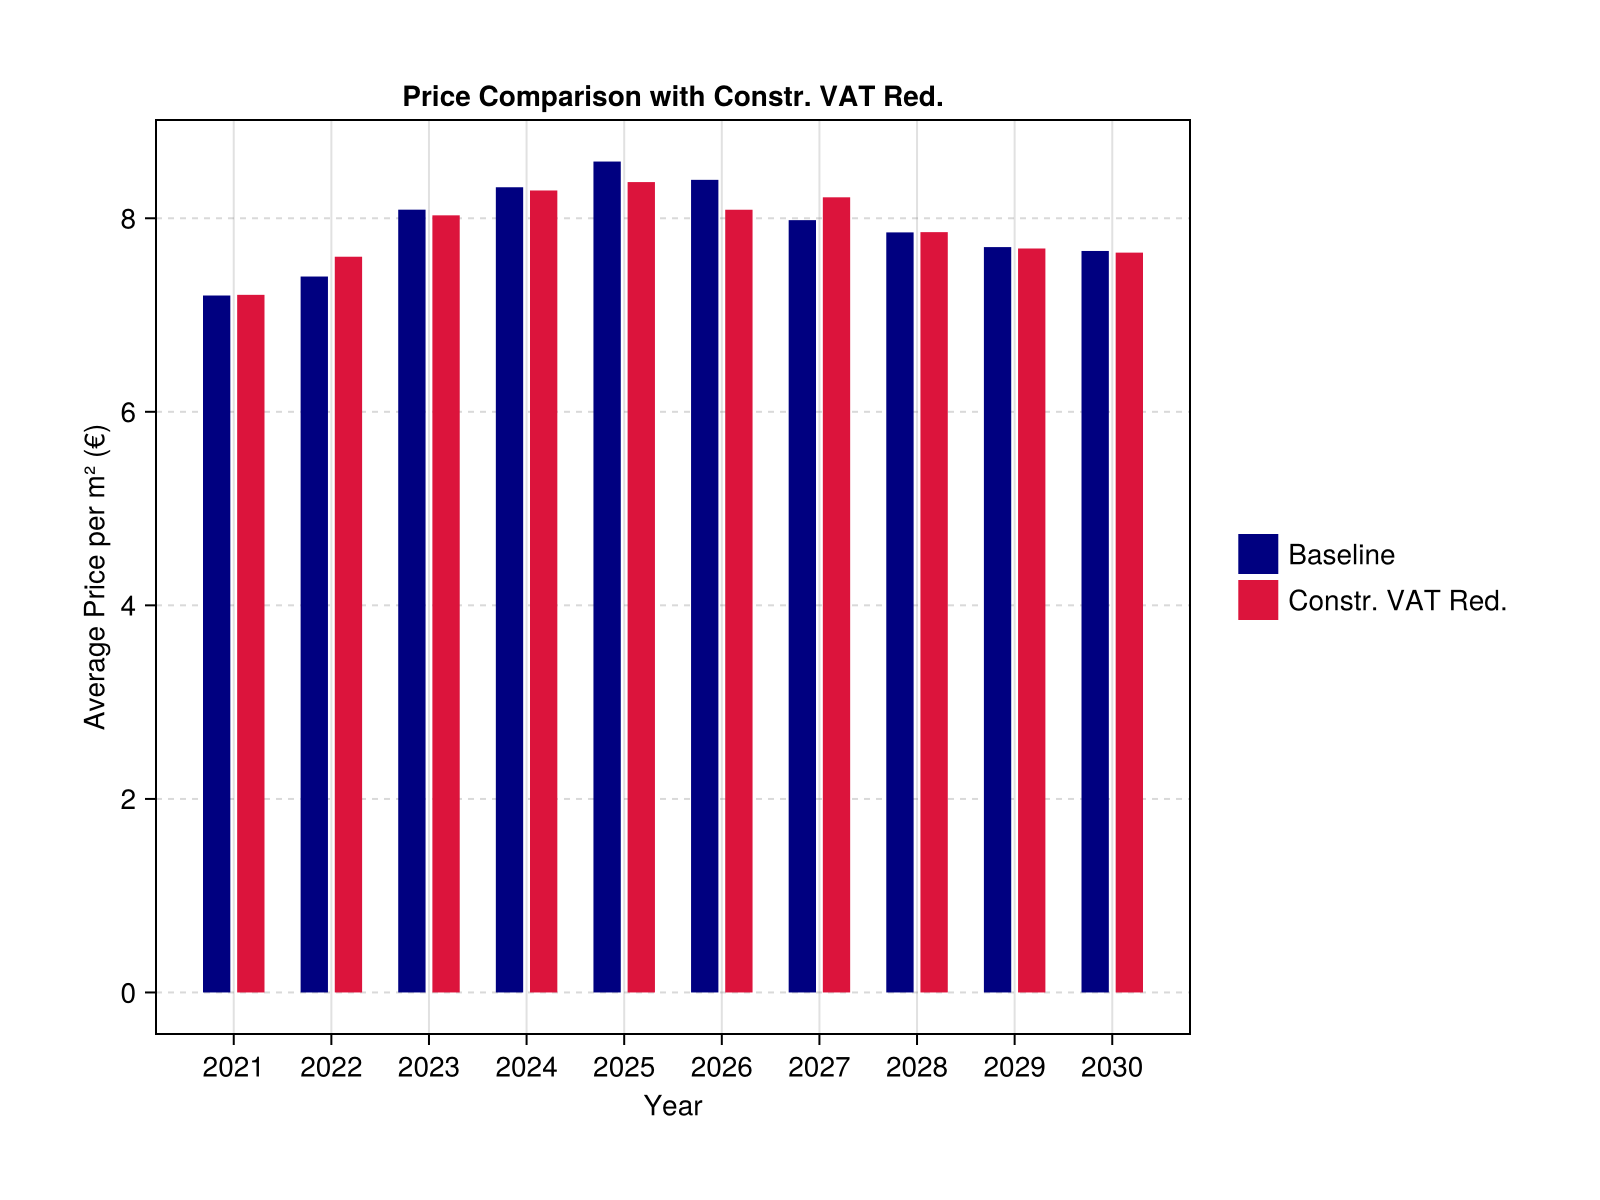 Price Comparison with Constr. VAT Red.
Average Price per m² (€)
8
6
4
2
0
2021 2022 2023 2024 2025 2026 2027 2028 2029 2030
Year
Baseline
Constr. VAT Red.